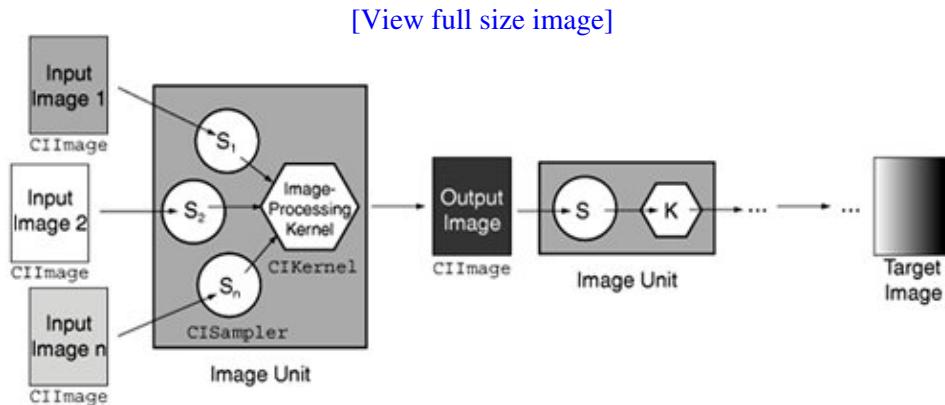 [View full size image]
Input
Image 1
CIImage
Input
Image 2
CIImage
Input
Image n
CIImage
S1
S2
Sn
CISampler
Image-
Processing
Kernel
CIKernel
Image Unit
Output
Image
CIImage
S
K
Image Unit
...
...
Target
Image